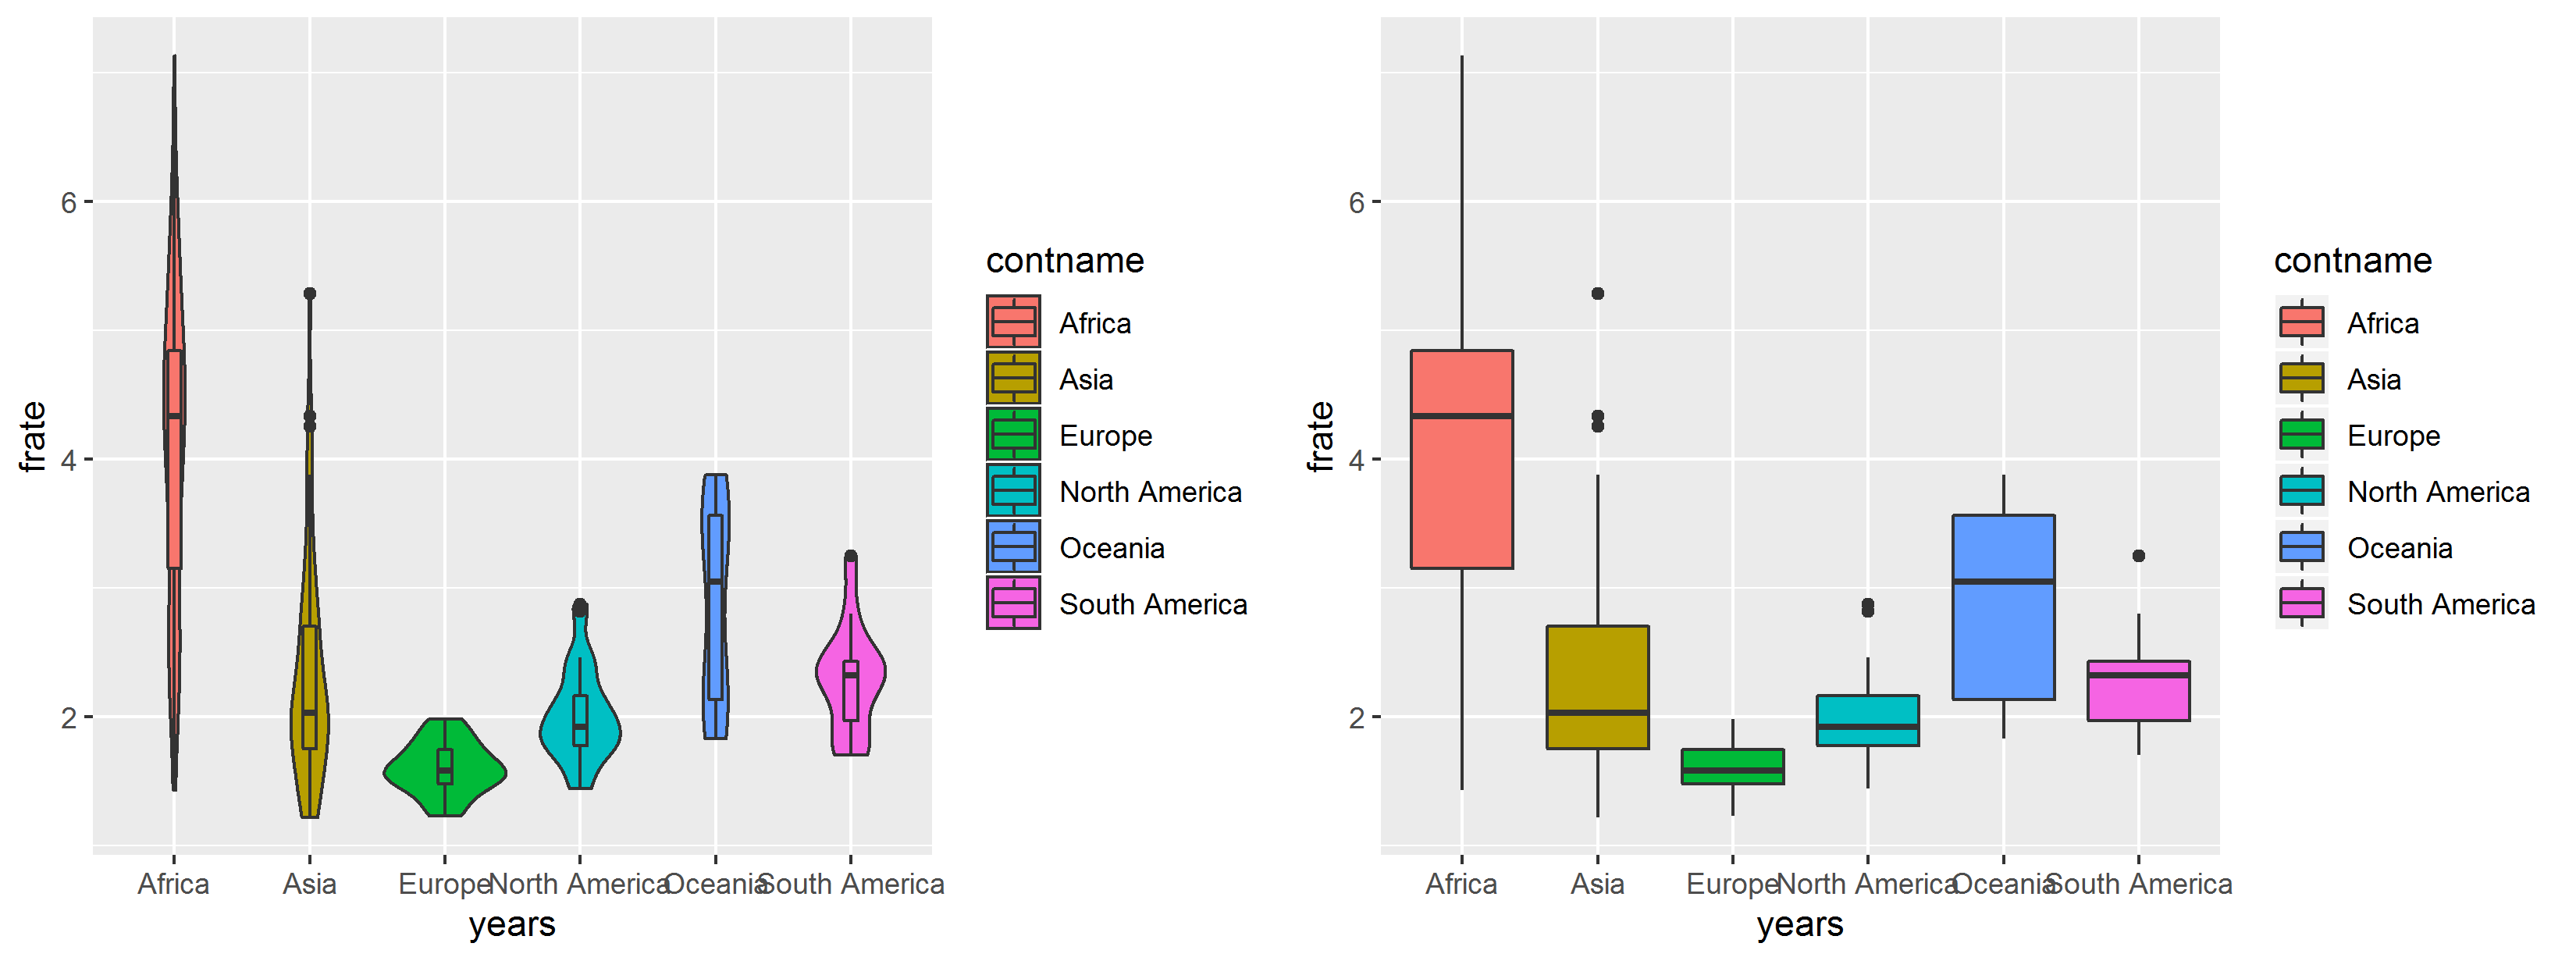 frate
6
4
2
Africa Asia Europe North America Oceania South America
years
contname
Africa
Asia
Europe
North America
Oceania
South America
frate
6
4
2
Africa Asia Europe North America Oceania South America
years
contname
Africa
Asia
Europe
North America
Oceania
South America